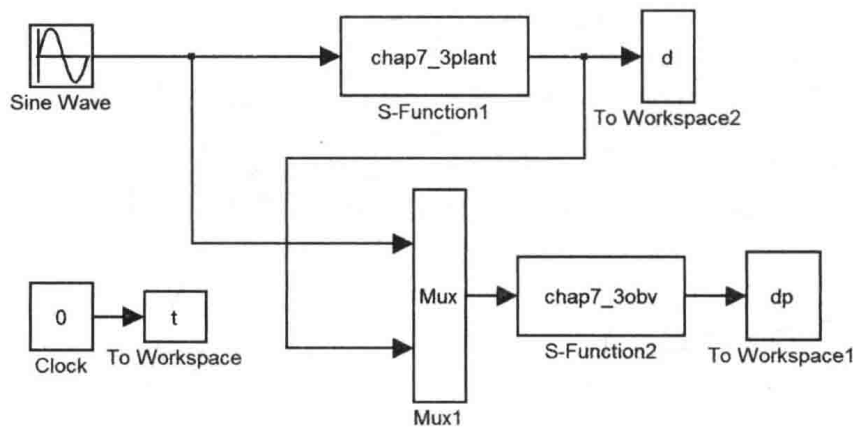 chap7_3plant
d
Sine Wave
S-Function1
To Workspace2
Mux
chap7_3obv
dp
0
t
S-Function2
Clock
To Workspace
To Workspace1
Mux1